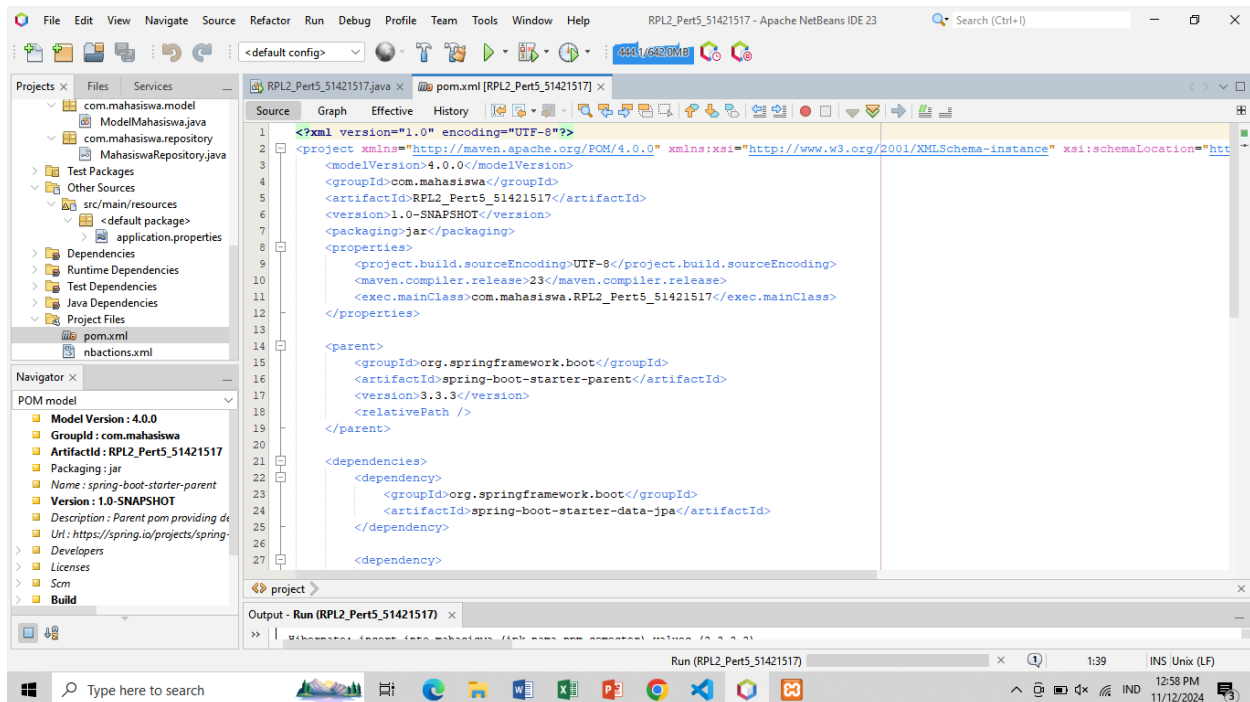 File Edit View Navigate Source Refactor Run Debug Profile Team Tools Window Help RPL2_Pert5_51421517 - Apache NetBeans IDE 23 Search (Ctrl+I)
<default config> 444.1/642.0MB
Projects Files Services
com.mahasiswa.model
ModelMahasiswa.java
com.mahasiswa.repository
MahasiswaRepository.java
Test Packages
Other Sources
src/main/resources
<default package>
application.properties
Dependencies
Runtime Dependencies
Test Dependencies
Java Dependencies
Project Files
pom.xml
nbactions.xml
Navigator
POM model
Model Version : 4.0.0
GroupId : com.mahasiswa
ArtifactId : RPL2_Pert5_51421517
Packaging : jar
Name : spring-boot-starter-parent
Version : 1.0-SNAPSHOT
Description : Parent pom providing de
Url : https://spring.io/projects/spring-
Developers
Licenses
Scm
Build
RPL2_Pert5_51421517.java pom.xml [RPL2_Pert5_51421517]
Source Graph Effective History
1 <?xml version="1.0" encoding="UTF-8"?>
2 <project xmlns="http://maven.apache.org/POM/4.0.0" xmlns:xsi="http://www.w3.org/2001/XMLSchema-instance" xsi:schemaLocation="htt
3 <modelVersion>4.0.0</modelVersion>
4 <groupId>com.mahasiswa</groupId>
5 <artifactId>RPL2_Pert5_51421517</artifactId>
6 <version>1.0-SNAPSHOT</version>
7 <packaging>jar</packaging>
8 <properties>
9 <project.build.sourceEncoding>UTF-8</project.build.sourceEncoding>
10 <maven.compiler.release>23</maven.compiler.release>
11 <exec.mainClass>com.mahasiswa.RPL2_Pert5_51421517</exec.mainClass>
12 </properties>
13
14 <parent>
15 <groupId>org.springframework.boot</groupId>
16 <artifactId>spring-boot-starter-parent</artifactId>
17 <version>3.3.3</version>
18 <relativePath />
19 </parent>
20
21 <dependencies>
22 <dependency>
23 <groupId>org.springframework.boot</groupId>
24 <artifactId>spring-boot-starter-data-jpa</artifactId>
25 </dependency>
26
27 <dependency>
project
Output - Run (RPL2_Pert5_51421517)
Hibernate: insert into mahasiswa (ipk,nama,npm,semester) values (?,?,?,?)
Run (RPL2_Pert5_51421517) 1 1:39 INS Unix (LF)
Type here to search IND 12:58 PM
11/12/2024 3